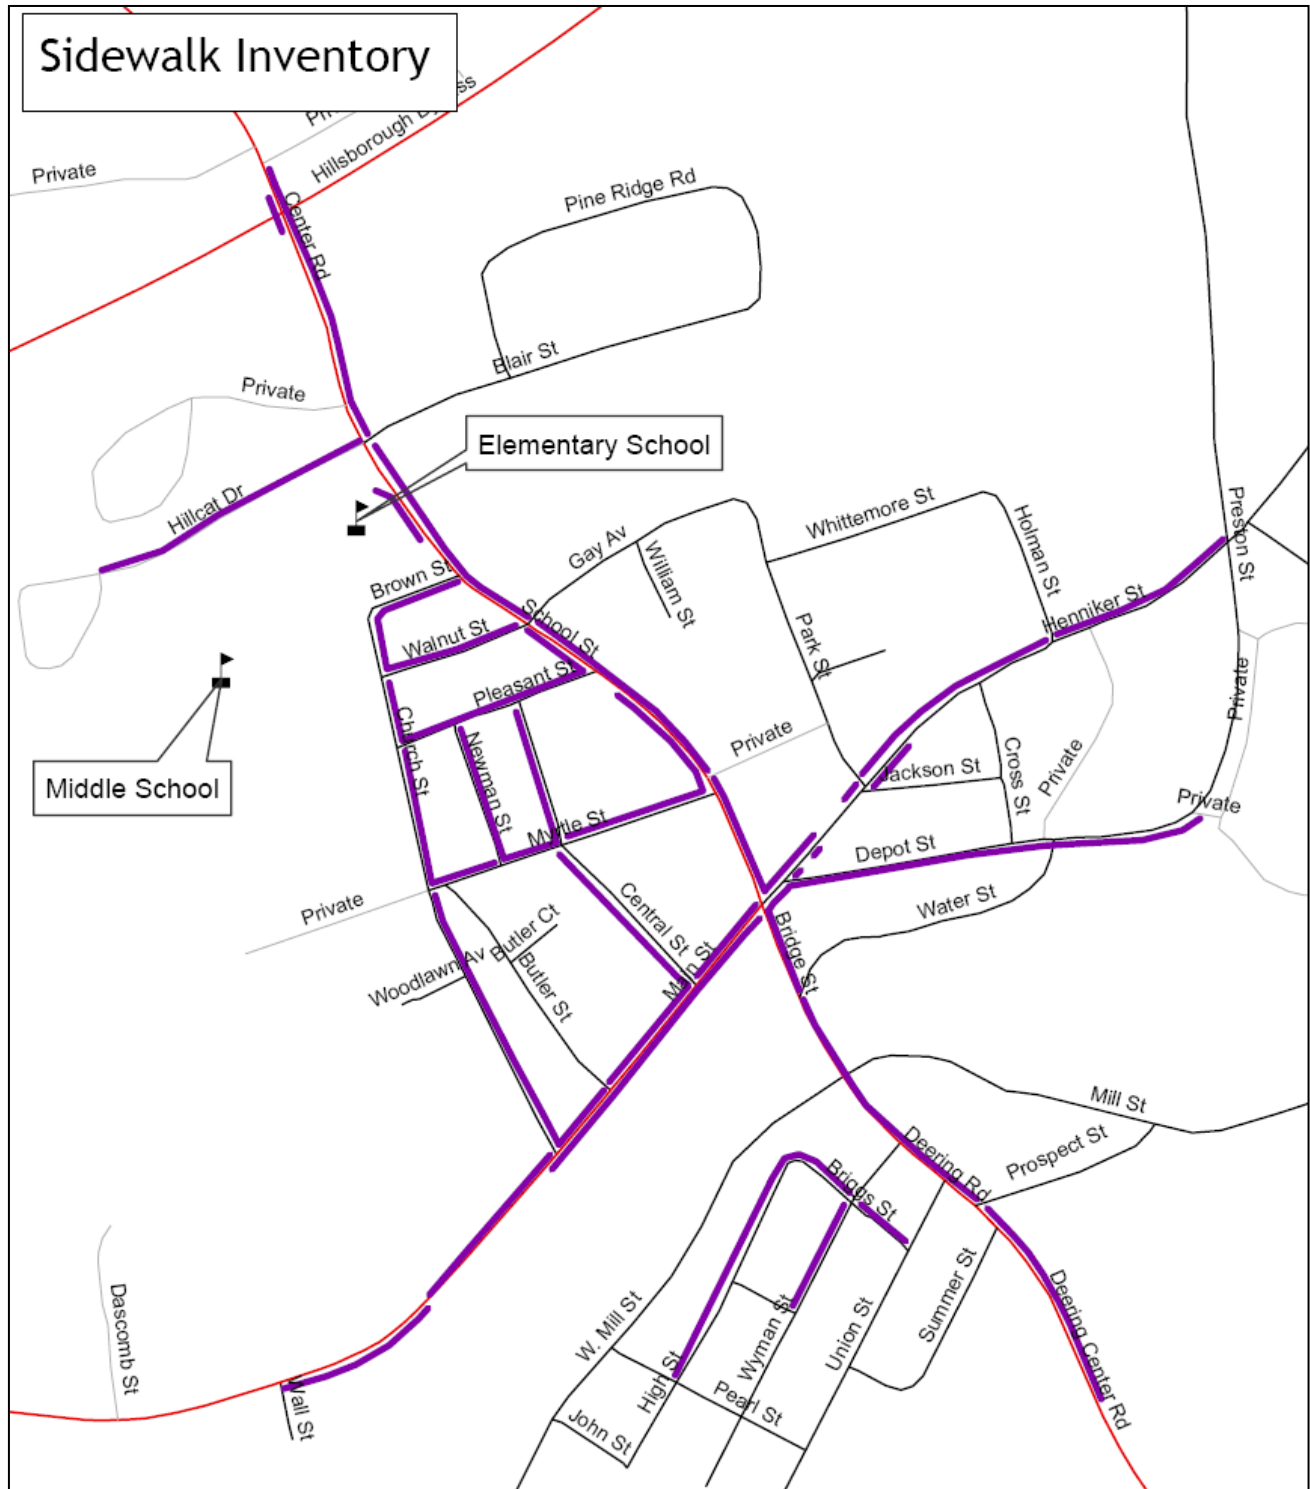 Sidewalk Inventory
Hillsborough
Private
Center Rd
Pine Ridge Rd
Blair St
Private
Elementary School
Hillcat Dr
Whittemore St
Holman St
Preston St
Gay Av
William St
Brown St
School St
Walnut St
Park St
Henniker St
Pleasant St
Private
Church St
Newman St
Private
Cross St
Private
Jackson St
Middle School
Private
Myrtle St
Depot St
Private
Central St
Water St
Butler Ct
Woodlawn Av
Butler St
Main St
Bridge St
Mill St
Prospect St
Deering Rd
Briggs St
Dascomb St
Summer St
Deering Center Rd
W. Mill St
Wyman St
Union St
High St
Pearl St
Wall St
John St